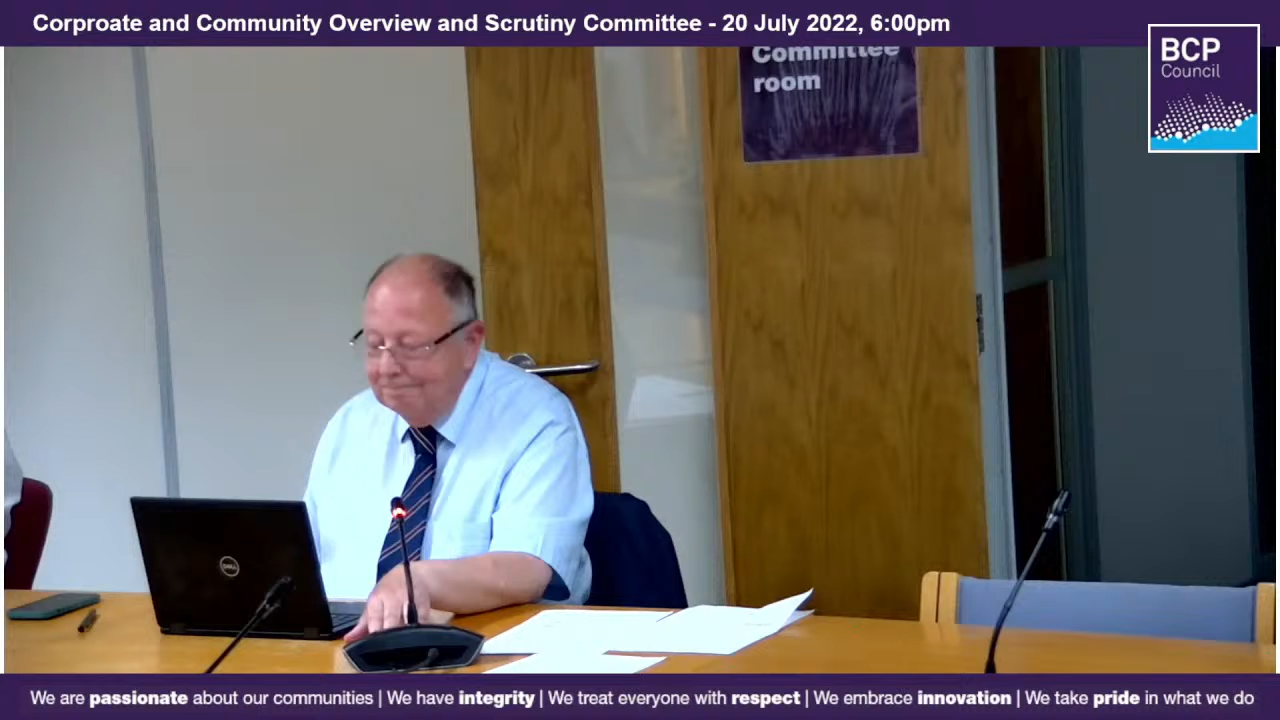 Corproate and Community Overview and Scrutiny Committee - 20 July 2022, 6:00pm
BCP
Council
Committee
room
DELL
We are passionate about our communities | We have integrity | We treat everyone with respect | We embrace innovation | We take pride in what we do